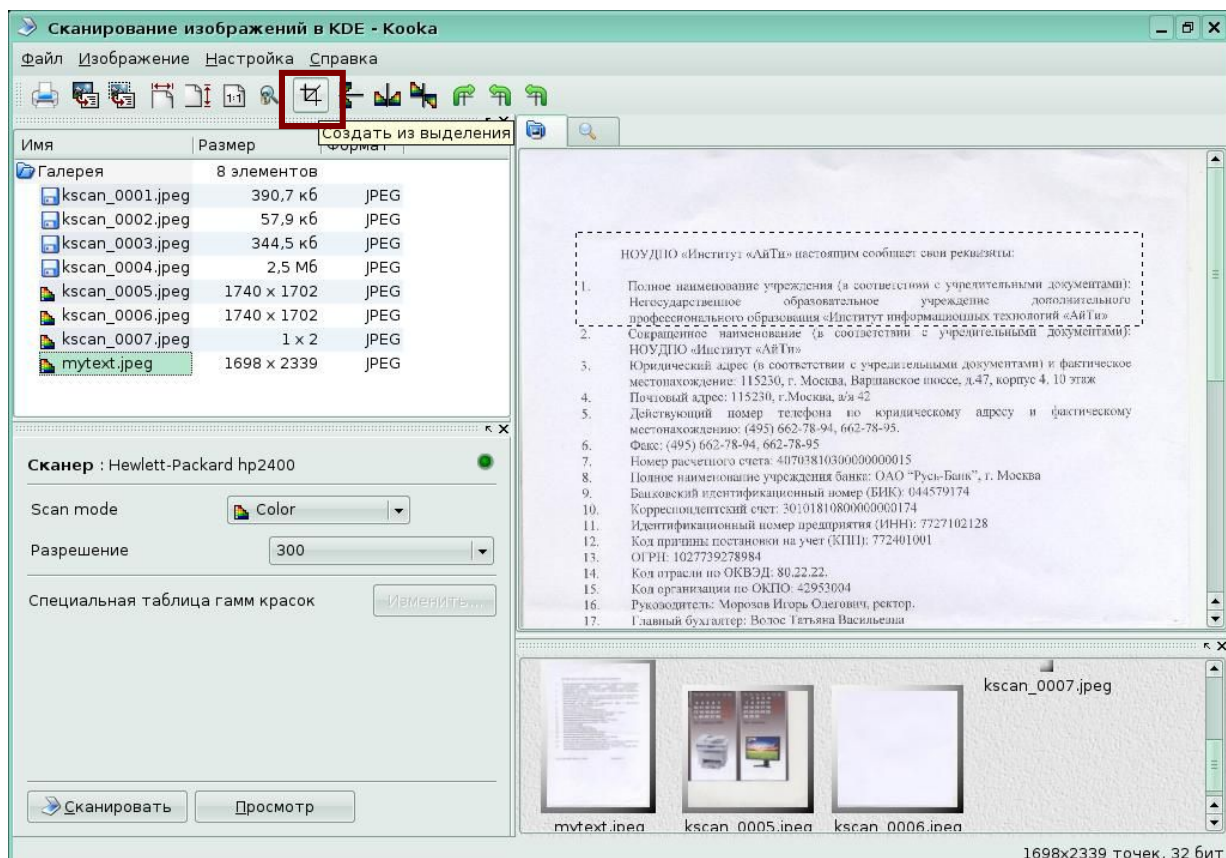 Сканирование изображений в KDE - Kooka
Файл Изображение Настройка Справка
1:1
Создать из выделения
Имя Размер Формат
Галерея 8 элементов
kscan_0001.jpeg 390,7 кб JPEG
kscan_0002.jpeg 57,9 кб JPEG
kscan_0003.jpeg 344,5 кб JPEG
kscan_0004.jpeg 2,5 Мб JPEG
kscan_0005.jpeg 1740 x 1702 JPEG
kscan_0006.jpeg 1740 x 1702 JPEG
kscan_0007.jpeg 1 x 2 JPEG
mytext.jpeg 1698 x 2339 JPEG
Сканер : Hewlett-Packard hp2400
Scan mode Color
Разрешение 300
Специальная таблица гамм красок Изменить...
Сканировать Просмотр
НОУДПО «Институт «АйТи» настоящим сообщает свои реквизиты:
1. Полное наименование учреждения (в соответствии с учредительными документами):
Негосударственное образовательное учреждение дополнительного
профессионального образования «Институт информационных технологий «АйТи»
2. Сокращенное наименование (в соответствии с учредительными документами):
НОУДПО «Институт «АйТи»
3. Юридический адрес (в соответствии с учредительными документами) и фактическое
местонахождение: 115230, г. Москва, Варшавское шоссе, д.47, корпус 4, 10 этаж
4. Почтовый адрес: 115230, г.Москва, а/я 42
5. Действующий номер телефона по юридическому адресу и фактическому
местонахождению: (495) 662-78-94, 662-78-95.
6. Факс: (495) 662-78-94, 662-78-95
7. Номер расчетного счета: 40703810300000000015
8. Полное наименование учреждения банка: ОАО "Русь-Банк", г. Москва
9. Банковский идентификационный номер (БИК): 044579174
10. Корреспондентский счет: 30101810800000000174
11. Идентификационный номер предприятия (ИНН): 7727102128
12. Код причины постановки на учет (КПП): 772401001
13. ОГРН: 1027739278984
14. Код отрасли по ОКВЭД: 80.22.22.
15. Код организации по ОКПО: 42953004
16. Руководитель: Морозов Игорь Олегович, ректор.
17. Главный бухгалтер: Волос Татьяна Васильевна
kscan_0007.jpeg
mytext.jpeg kscan_0005.jpeg kscan_0006.jpeg
1698x2339 точек, 32 бит